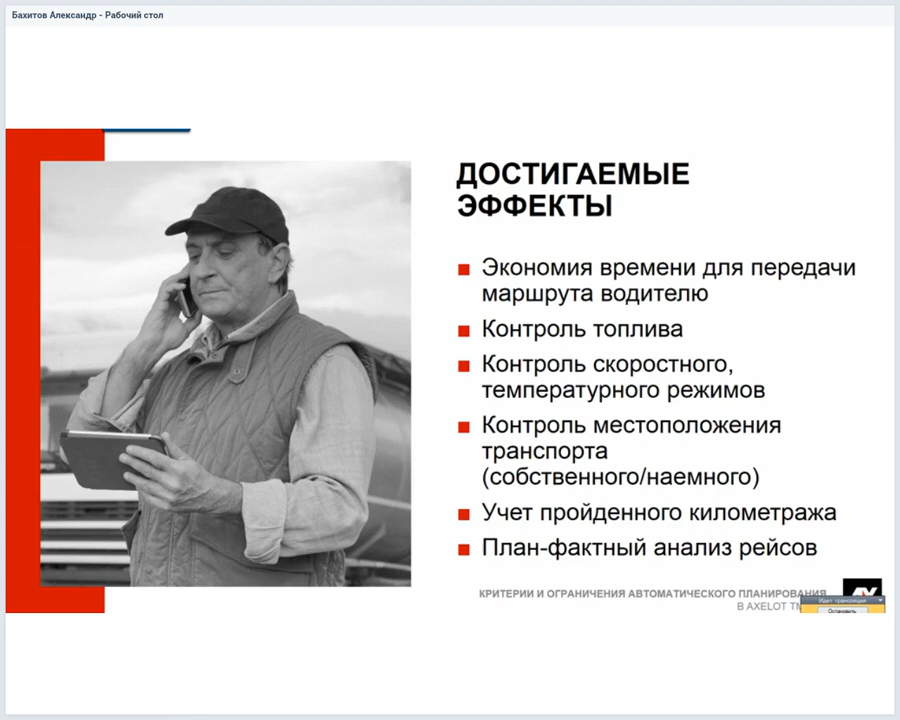 Бахитов Александр - Рабочий стол
ДОСТИГАЕМЫЕ
ЭФФЕКТЫ
Экономия времени для передачи
маршрута водителю
Контроль топлива
Контроль скоростного,
температурного режимов
Контроль местоположения
транспорта
(собственного/наемного)
Учет пройденного километража
План-фактный анализ рейсов
КРИТЕРИИ И ОГРАНИЧЕНИЯ АВТОМАТИЧЕСКОГО ПЛАНИРОВАНИЯ
В AXELOT
Идет трансляция
Остановить